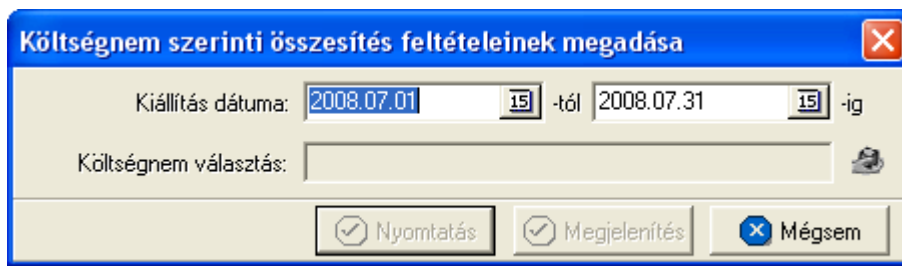 Költségnem szerinti összesítés feltételeinek megadása
Kiállítás dátuma: 2008.07.01 15 -tól 2008.07.31 15 -ig
Költségnem választás:
Nyomtatás Megjelenítés Mégsem